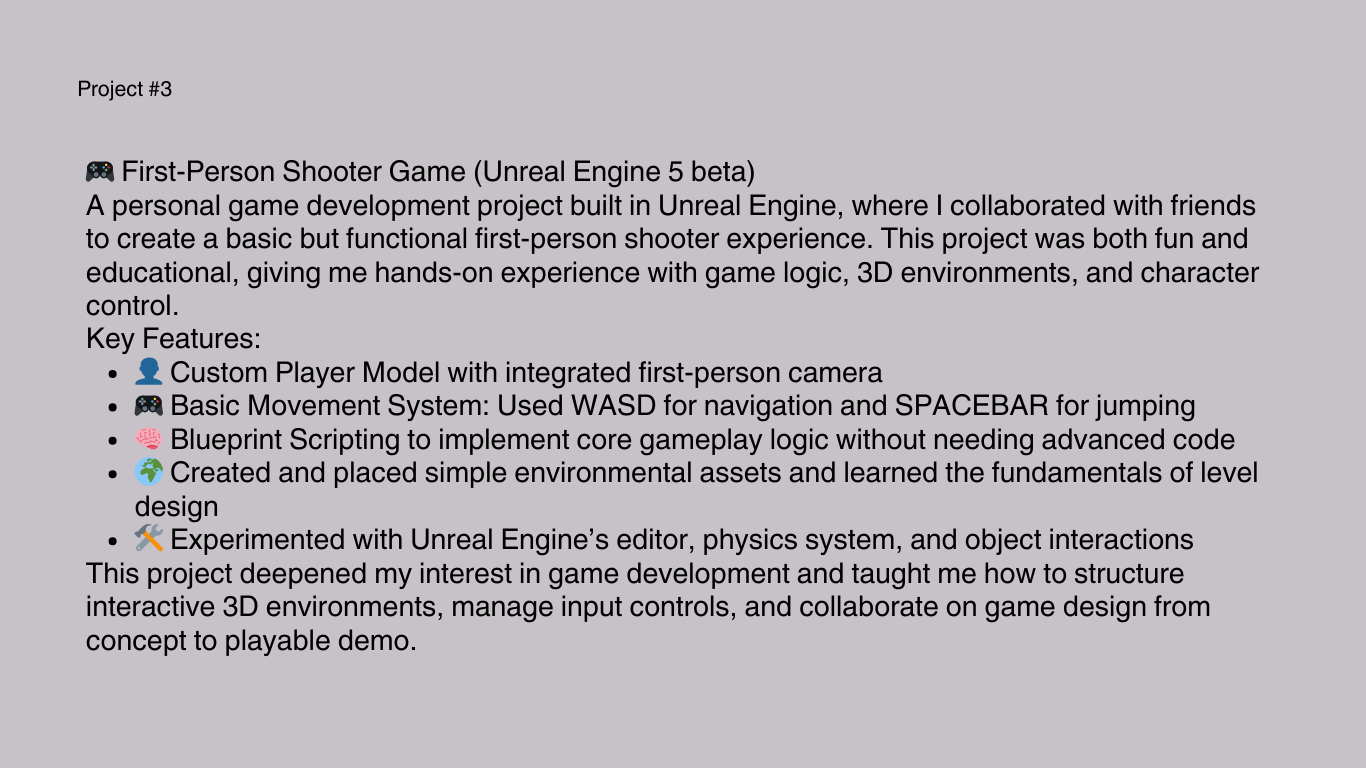 Project #3
🎮 First-Person Shooter Game (Unreal Engine 5 beta)
A personal game development project built in Unreal Engine, where I collaborated with friends
to create a basic but functional first-person shooter experience. This project was both fun and
educational, giving me hands-on experience with game logic, 3D environments, and character
control.
Key Features:
• 👤 Custom Player Model with integrated first-person camera
• 🎮 Basic Movement System: Used WASD for navigation and SPACEBAR for jumping
• 🧠 Blueprint Scripting to implement core gameplay logic without needing advanced code
• 🌍 Created and placed simple environmental assets and learned the fundamentals of level
design
• 🛠️ Experimented with Unreal Engine’s editor, physics system, and object interactions
This project deepened my interest in game development and taught me how to structure
interactive 3D environments, manage input controls, and collaborate on game design from
concept to playable demo.